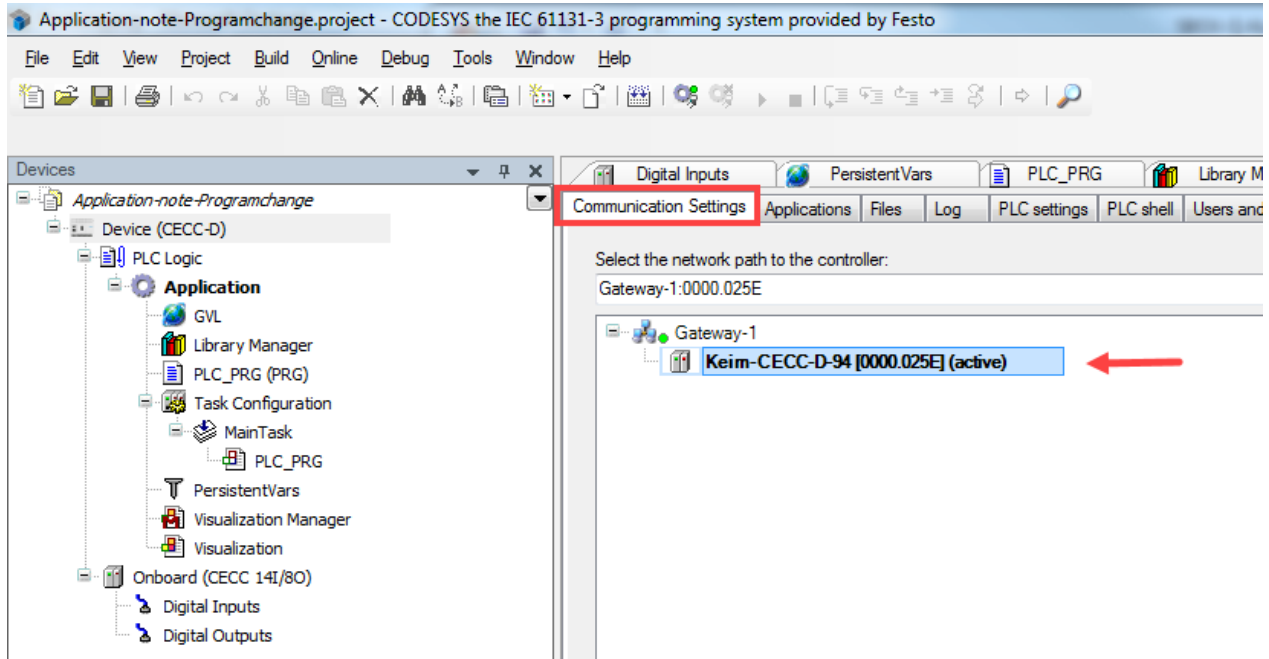 Application-note-Programchange.project - CODESYS the IEC 61131-3 programming system provided by Festo
File Edit View Project Build Online Debug Tools Window Help
Devices
Application-note-Programchange
Device (CECC-D)
PLC Logic
Application
GVL
Library Manager
PLC_PRG (PRG)
Task Configuration
MainTask
PLC_PRG
PersistentVars
Visualization Manager
Visualization
Onboard (CECC 14I/8O)
Digital Inputs
Digital Outputs
Digital Inputs PersistentVars PLC_PRG Library M
Communication Settings Applications Files Log PLC settings PLC shell Users and
Select the network path to the controller:
Gateway-1:0000.025E
Gateway-1
Keim-CECC-D-94 [0000.025E] (active)